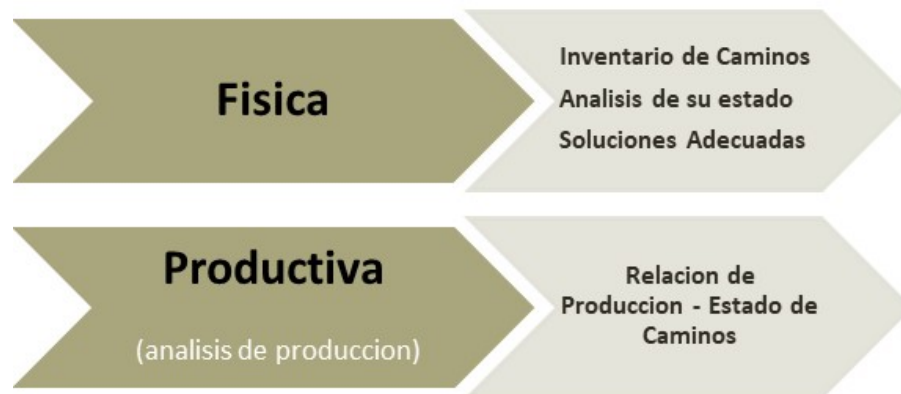 Fisica
Inventario de Caminos
Analisis de su estado
Soluciones Adecuadas
Productiva
(analisis de produccion)
Relacion de
Produccion - Estado de
Caminos